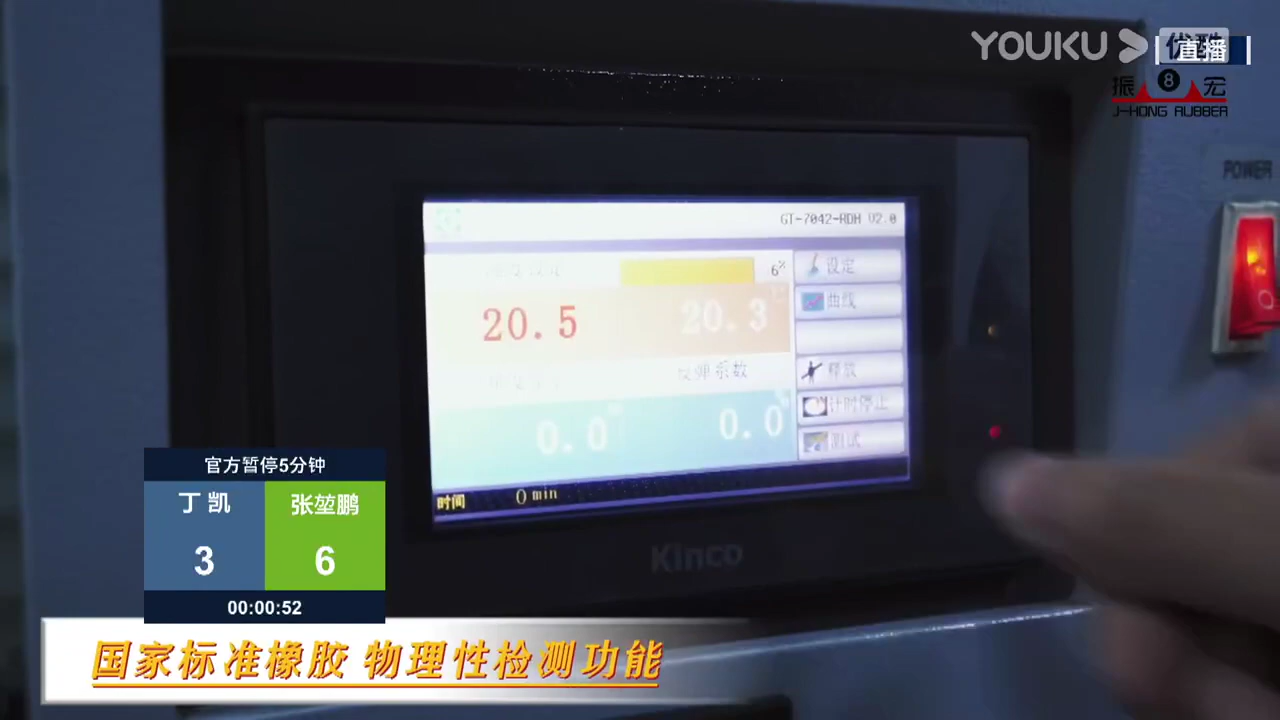 YOUKU 优酷
直播
振 8 宏
J-HONG RUBBER
POWER
GT-7042-RDH V2.0
6%
设定
20.5
20.3
曲线
反弹系数
释放
计时停止
0.0
0.0
测试
时间
0 min
Kinco
官方暂停5分钟
丁凯
张堃鹏
3
6
00:00:52
国家标准橡胶 物理性检测功能